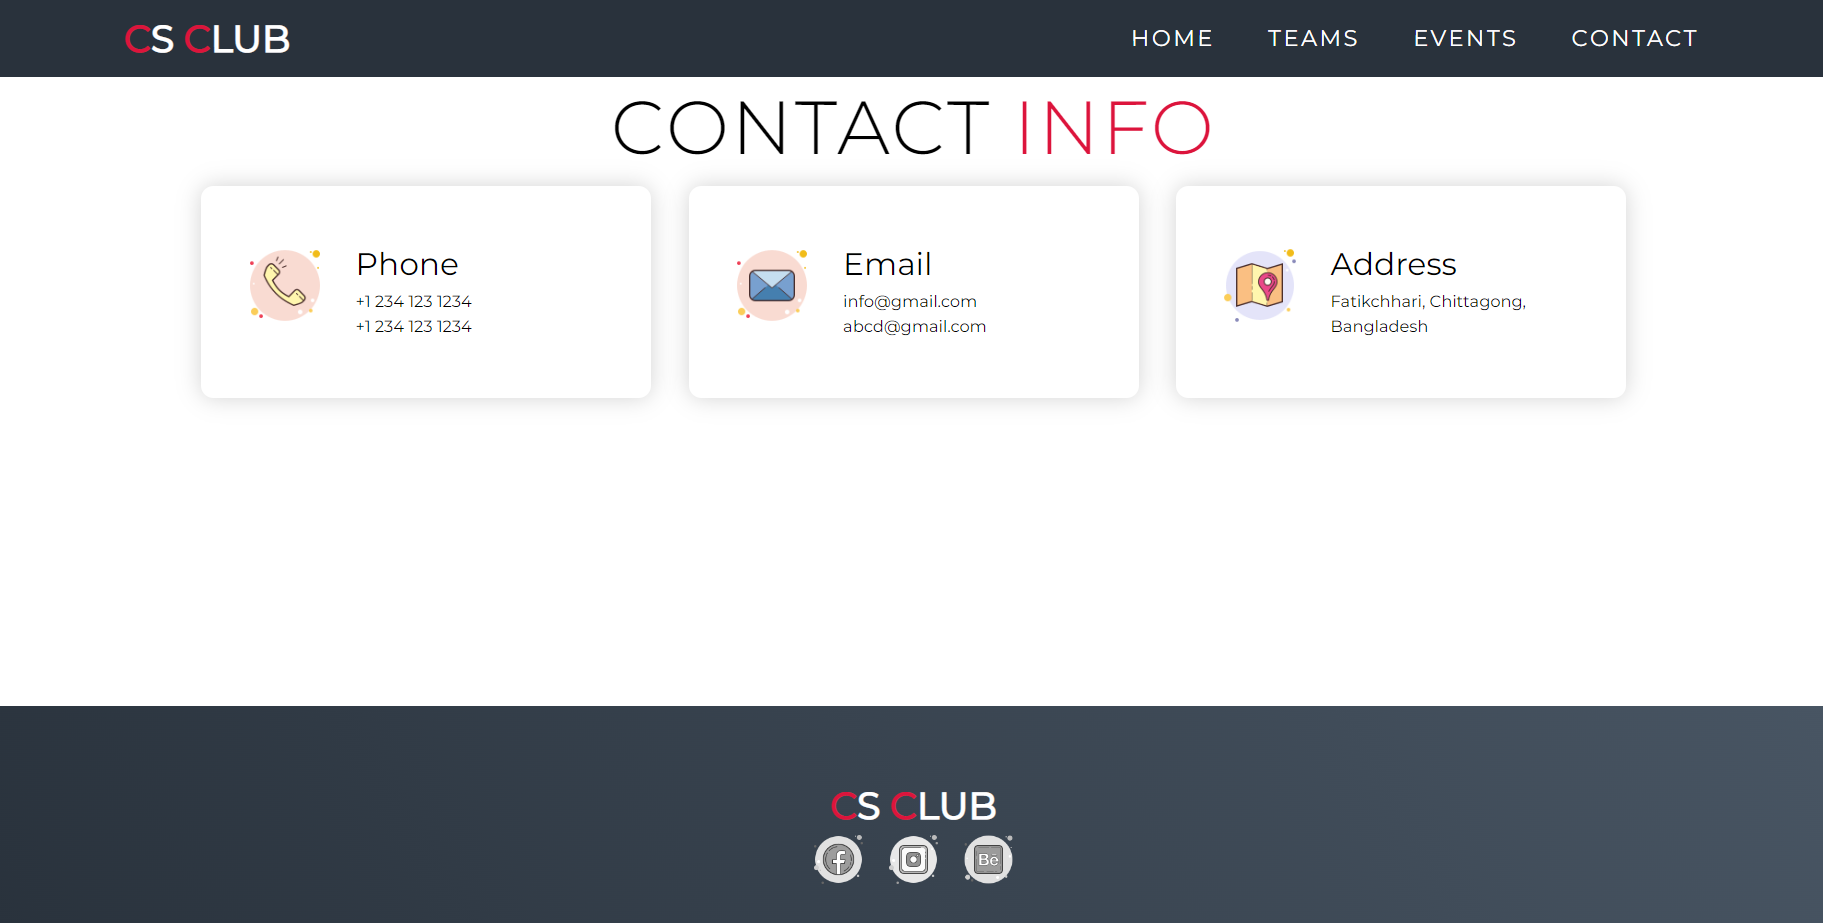 CS CLUB
HOME TEAMS EVENTS CONTACT
CONTACT INFO
Phone
+1 234 123 1234
+1 234 123 1234
Email
info@gmail.com
abcd@gmail.com
Address
Fatikchhari, Chittagong,
Bangladesh
CS CLUB
Be